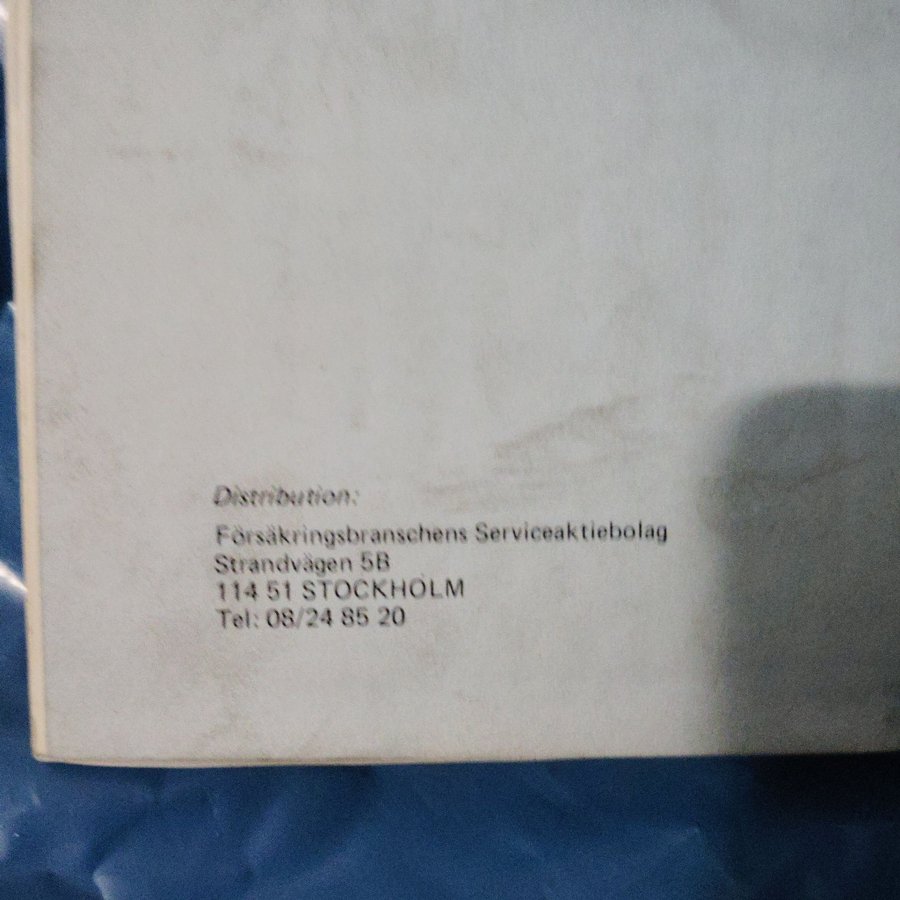 Distribution:
Försäkringsbranschens Serviceaktiebolag
Strandvägen 5B
114 51 STOCKHOLM
Tel: 08/24 85 20